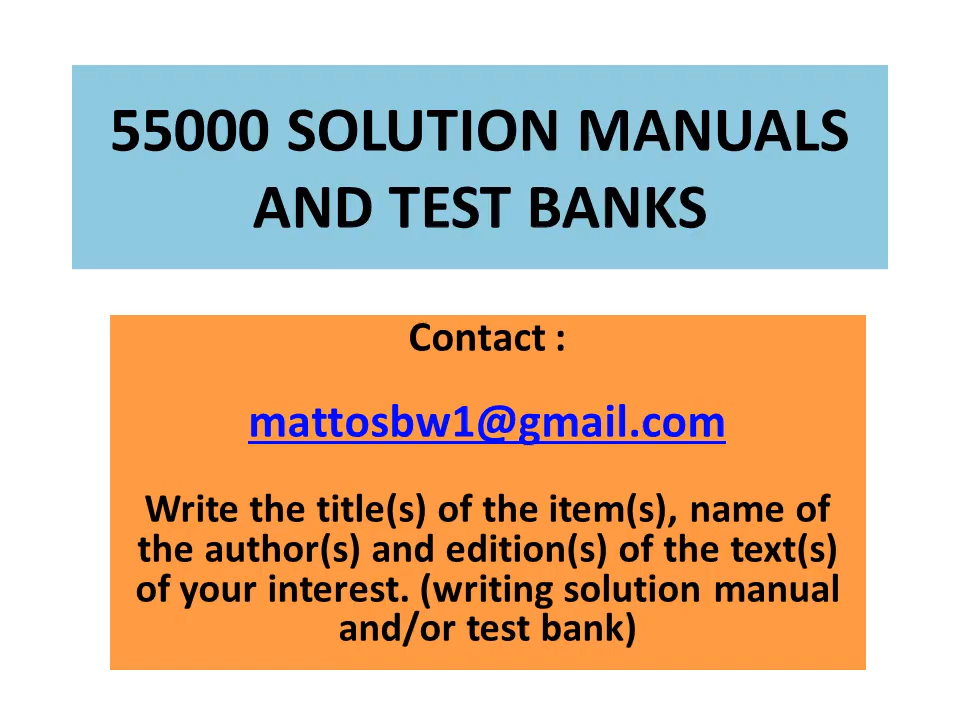 55000 SOLUTION MANUALS
AND TEST BANKS
Contact :
mattosbw1@gmail.com
Write the title(s) of the item(s), name of
the author(s) and edition(s) of the text(s)
of your interest. (writing solution manual
and/or test bank)